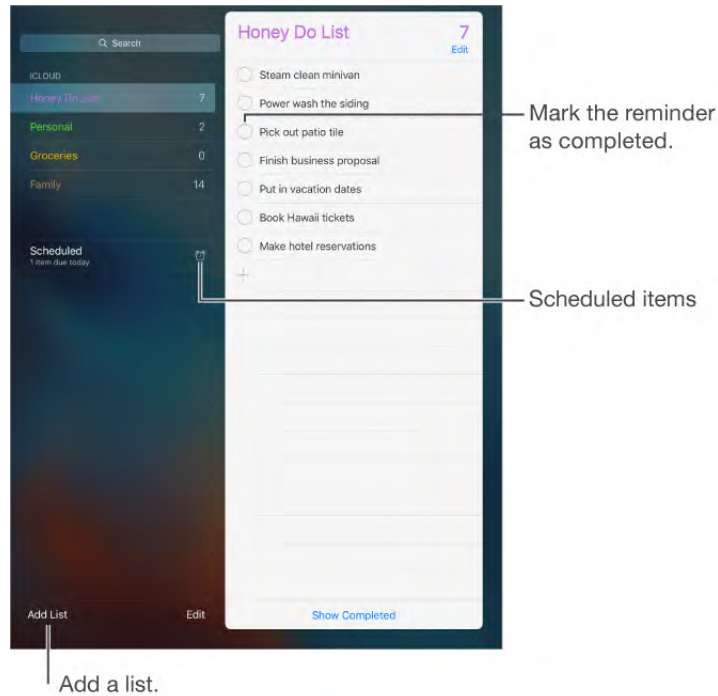 Search
ICLOUD
Honey Do List 7
Personal 2
Groceries 0
Family 14
Scheduled
1 item due today
Add List Edit
Honey Do List 7
Edit
Steam clean minivan
Power wash the siding
Pick out patio tile
Finish business proposal
Put in vacation dates
Book Hawaii tickets
Make hotel reservations
Show Completed
Mark the reminder
as completed.
Scheduled items
Add a list.